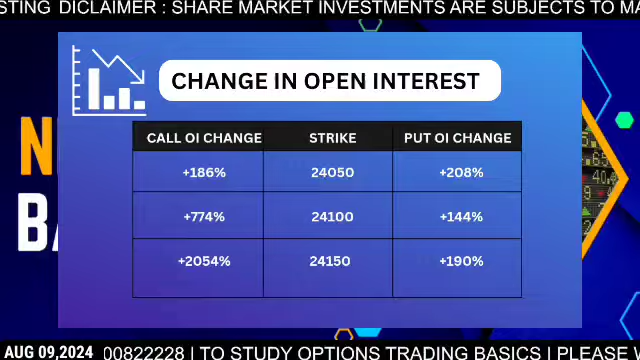 STING DICLAIMER : SHARE MARKET INVESTMENTS ARE SUBJECTS TO MA
CHANGE IN OPEN INTEREST
CALL OI CHANGE STRIKE PUT OI CHANGE
+186% 24050 +208%
+774% 24100 +144%
+2054% 24150 +190%
N
BA
AUG 09,2024 00822228 | TO STUDY OPTIONS TRADING BASICS | PLEASE